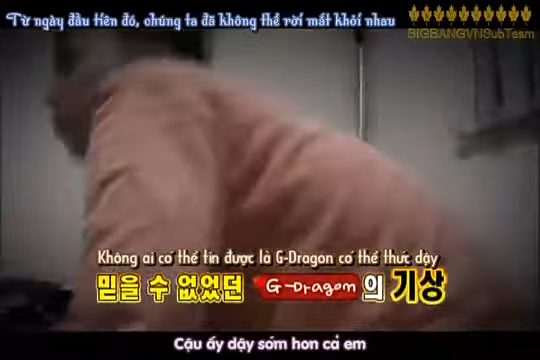 Từ ngày đầu tiên đó, chúng ta đã không thể rời mắt khỏi nhau
BIGBANGVNSubTeam
Không ai có thể tin được là G-Dragon có thể thức dậy
믿을 수 없었던 G-Dragon의 기상
Cậu ấy dậy sớm hơn cả em